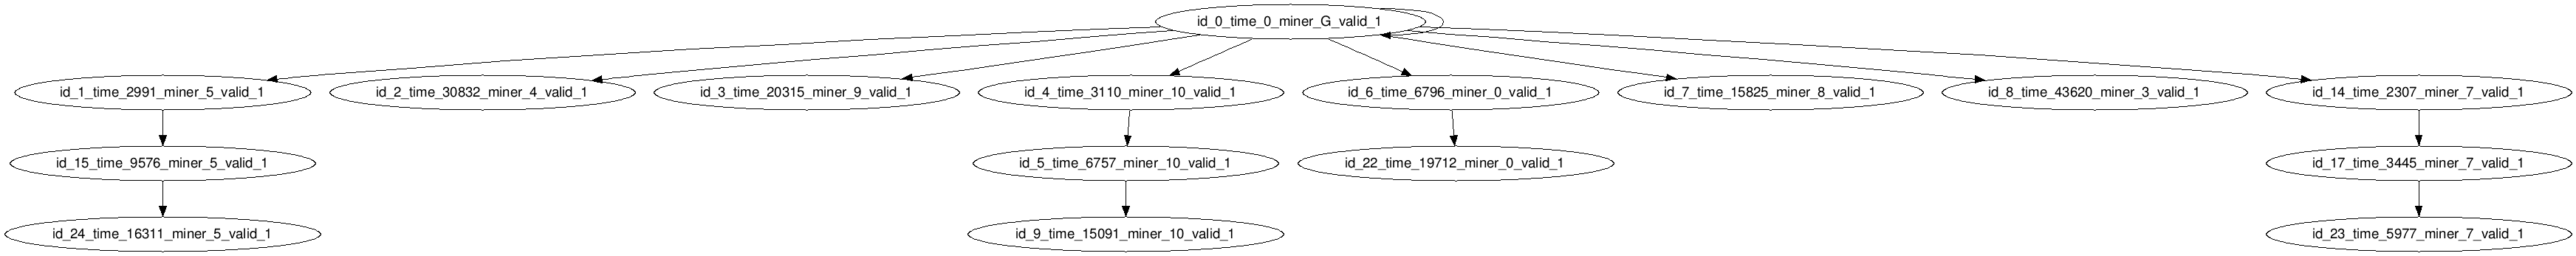 id_0_time_0_miner_G_valid_1
id_1_time_2991_miner_5_valid_1
id_2_time_30832_miner_4_valid_1
id_3_time_20315_miner_9_valid_1
id_4_time_3110_miner_10_valid_1
id_6_time_6796_miner_0_valid_1
id_7_time_15825_miner_8_valid_1
id_8_time_43620_miner_3_valid_1
id_14_time_2307_miner_7_valid_1
id_15_time_9576_miner_5_valid_1
id_5_time_6757_miner_10_valid_1
id_22_time_19712_miner_0_valid_1
id_17_time_3445_miner_7_valid_1
id_24_time_16311_miner_5_valid_1
id_9_time_15091_miner_10_valid_1
id_23_time_5977_miner_7_valid_1